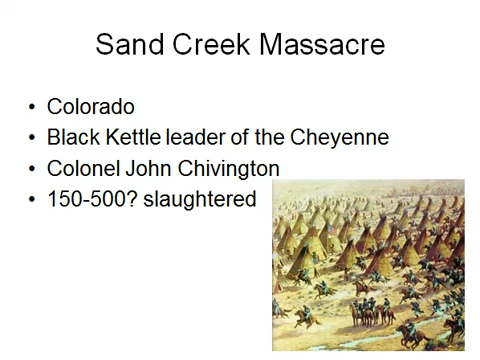 Sand Creek Massacre
• Colorado
• Black Kettle leader of the Cheyenne
• Colonel John Chivington
• 150-500? slaughtered